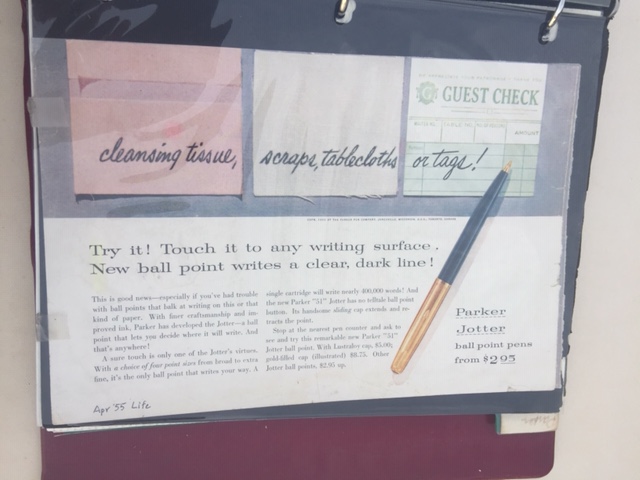 GUEST CHECK
AMOUNT
cleansing tissue, scraps, tablecloths or tags!
Try it! Touch it to any writing surface.
New ball point writes a clear, dark line!
This is good news—especially if you've had trouble
with ball points that balk at writing on this or that
kind of paper. With finer craftsmanship and im-
proved ink, Parker has developed the Jotter—a ball
point that lets you decide where it will write. And
that's anywhere!
A sure touch is only one of the Jotter's virtues.
With a choice of four point sizes from broad to extra
fine, it's the only ball point that writes your way. A
single cartridge will write nearly 400,000 words! And
the new Parker "51" Jotter has no telltale ball point
button. Its handsome sliding cap extends and re-
tracts the point.
Stop at the nearest pen counter and ask to
see and try this remarkable new Parker "51"
Jotter ball point. With Lustraloy cap, $5.00;
gold-filled cap (illustrated) $8.75. Other
Jotter ball points, $2.95 up.
Parker
Jotter
ball point pens
from $2.95
Apr '55 Life